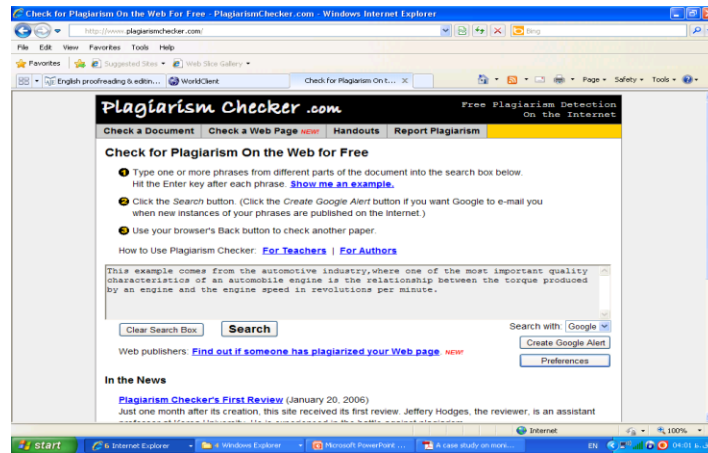 Check for Plagiarism On the Web For Free - PlagiarismChecker.com - Windows Internet Explorer
http://www.plagiarismchecker.com/
Bing
File Edit View Favorites Tools Help
Favorites Suggested Sites Web Slice Gallery
English proofreading & editin... WorldClient Check for Plagiarism On t... X Page Safety Tools
Plagiarism Checker .com
Free Plagiarism Detection
On the Internet
Check a Document Check a Web Page NEW! Handouts Report Plagiarism
Check for Plagiarism On the Web for Free
1 Type one or more phrases from different parts of the document into the search box below.
Hit the Enter key after each phrase. Show me an example.
2 Click the Search button. (Click the Create Google Alert button if you want Google to e-mail you
when new instances of your phrases are published on the Internet.)
3 Use your browser's Back button to check another paper.
How to Use Plagiarism Checker: For Teachers | For Authors
This example comes from the automotive industry,where one of the most important quality
characteristics of an automobile engine is the relationship between the torque produced
by an engine and the engine speed in revolutions per minute.
Clear Search Box Search Search with: Google
Create Google Alert
Web publishers: Find out if someone has plagiarized your Web page NEW!
Preferences
In the News
Plagiarism Checker's First Review (January 20, 2006)
Just one month after its creation, this site received its first review. Jeffery Hodges, the reviewer, is an assistant
Internet 100%
start 6 Internet Explorer 4 Windows Explorer Microsoft PowerPoint ... A case study on moni... EN 04:01